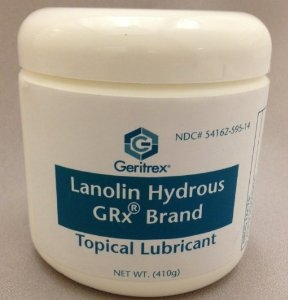 NDC# 54162-595-14
Geritrex®
Lanolin Hydrous
GRx® Brand
Topical Lubricant
NET WT. (410g)